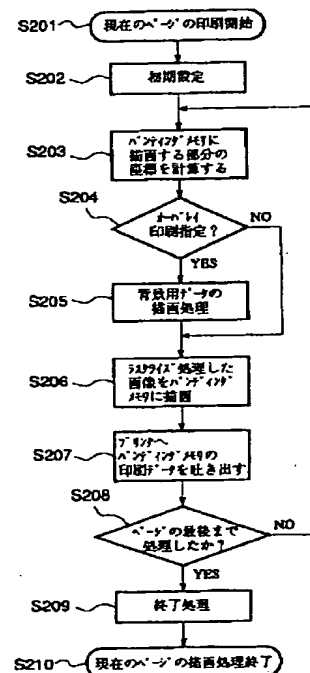 S201
現在のページの印刷開始
S202
初期設定
S203
バンディングメモリに
描画する部分の
座標を計算する
S204
オーバレイ
印刷指定?
NO
YES
S205
背景用データの
描画処理
S206
ラスタライズ処理した
画像をバンディング
メモリに描画
S207
プリンタへ
バンディングメモリの
印刷データを吐き出す
S208
ページの最後まで
処理したか?
NO
YES
S209
終了処理
S210
現在のページの描画処理終了